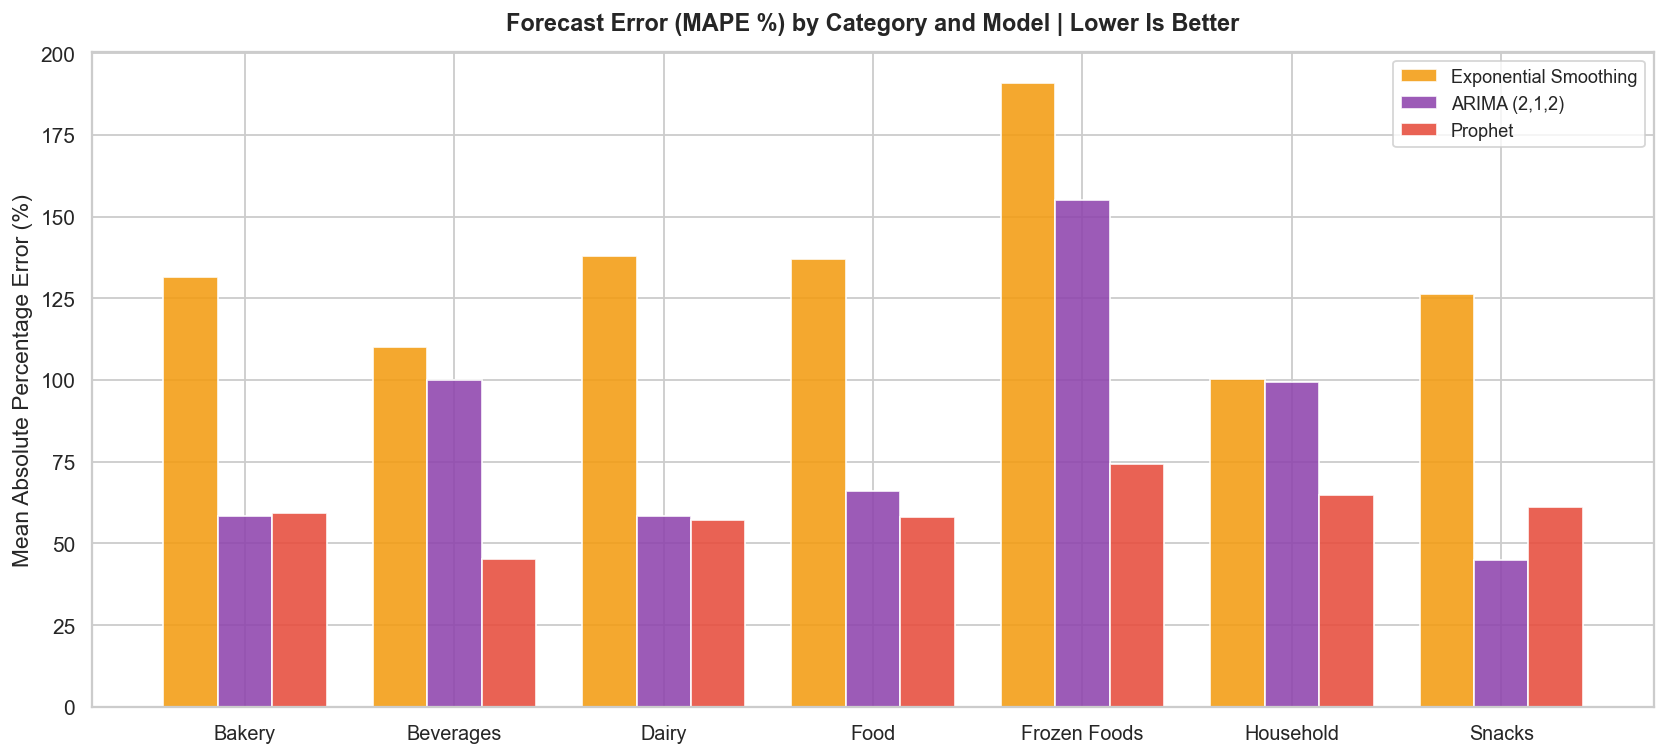 Forecast Error (MAPE %) by Category and Model | Lower Is Better
Mean Absolute Percentage Error (%)
200
175
150
125
100
75
50
25
0
Exponential Smoothing
ARIMA (2,1,2)
Prophet
Bakery
Beverages
Dairy
Food
Frozen Foods
Household
Snacks